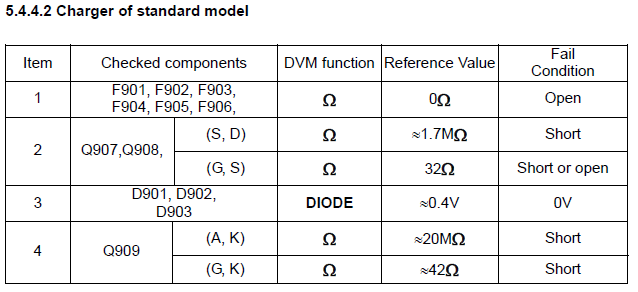 5.4.4.2 Charger of standard model
Item Checked components DVM function Reference Value Fail Condition
1 F901, F902, F903, F904, F905, F906, Ω 0Ω Open
2 Q907,Q908, (S, D) Ω ≈1.7MΩ Short
(G, S) Ω 32Ω Short or open
3 D901, D902, D903 DIODE ≈0.4V 0V
4 Q909 (A, K) Ω ≈20MΩ Short
(G, K) Ω ≈42Ω Short